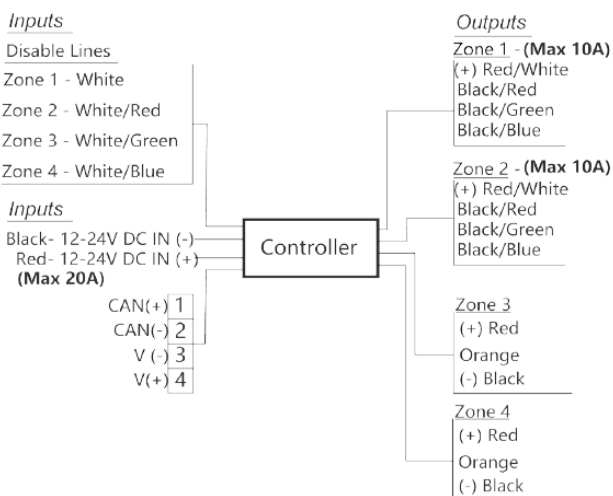 Inputs
Disable Lines
Zone 1 - White
Zone 2 - White/Red
Zone 3 - White/Green
Zone 4 - White/Blue
Inputs
Black- 12-24V DC IN (-)
Red- 12-24V DC IN (+)
(Max 20A)
CAN(+) 1
CAN(-) 2
V (-) 3
V(+) 4
Controller
Outputs
Zone 1 - (Max 10A)
(+) Red/White
Black/Red
Black/Green
Black/Blue
Zone 2 - (Max 10A)
(+) Red/White
Black/Red
Black/Green
Black/Blue
Zone 3
(+) Red
Orange
(-) Black
Zone 4
(+) Red
Orange
(-) Black